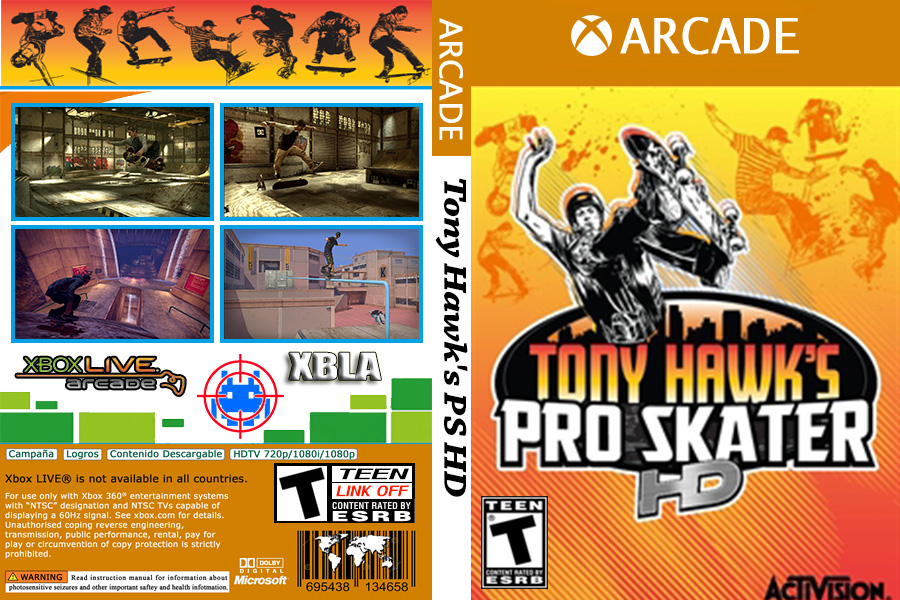 XBOX LIVE.
arcade
XBLA
Campaña Logros Contenido Descargable HDTV 720p/1080i/1080p
Xbox LIVE® is not available in all countries.
For use only with Xbox 360® entertainment systems
with "NTSC" designation and NTSC TVs capable of
displaying a 60Hz signal. See xbox.com for details.
Unauthorised coping reverse engineering,
transmission, public performance, rental, pay for
play or circumvention of copy protection is strictly
prohibited.
WARNING Read instruction manual for information about
photosensitive seizures and other important saftey and health infotmation.
T
TEEN
LINK OFF
CONTENT RATED BY
ESRB
DOLBY
DIGITAL
Microsoft
695438 134658
ARCADE
Tony Hawk's PS HD
ARCADE
TONY HAWK'S
PRO SKATER
HD
TEEN
T
CONTENT RATED BY
ESRB
ACTIVISION.